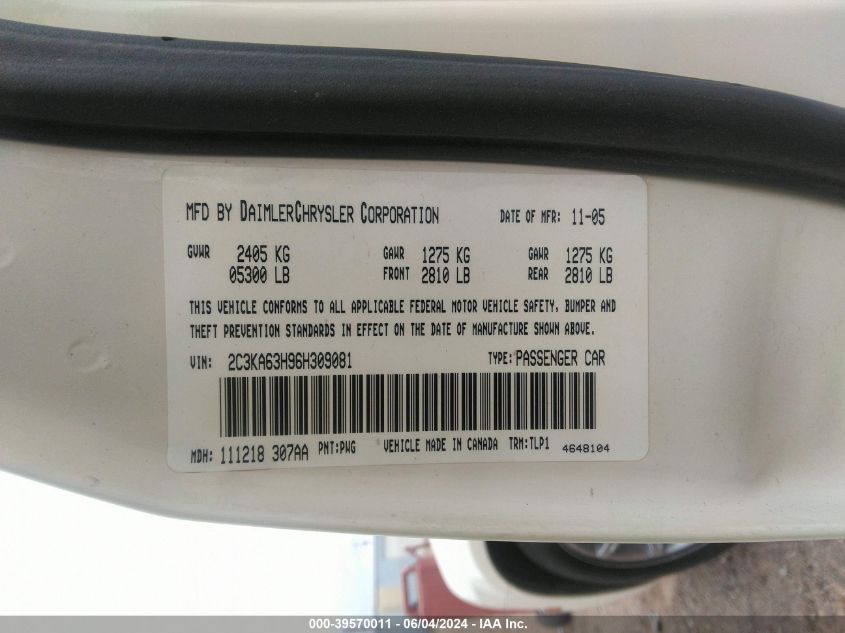 MFD BY DAIMLERCHRYSLER CORPORATION DATE OF MFR: 11-05
GVWR 2405 KG GAWR 1275 KG GAWR 1275 KG
05300 LB FRONT 2810 LB REAR 2810 LB
THIS VEHICLE CONFORMS TO ALL APPLICABLE FEDERAL MOTOR VEHICLE SAFETY, BUMPER AND
THEFT PREVENTION STANDARDS IN EFFECT ON THE DATE OF MANUFACTURE SHOWN ABOVE.
VIN: 2C3KA63H96H309081 TYPE: PASSENGER CAR
MDH: 111218 307AA PNT:PWG VEHICLE MADE IN CANADA TRM:TLP1 4648104
000-39570011 - 06/04/2024 - IAA Inc.